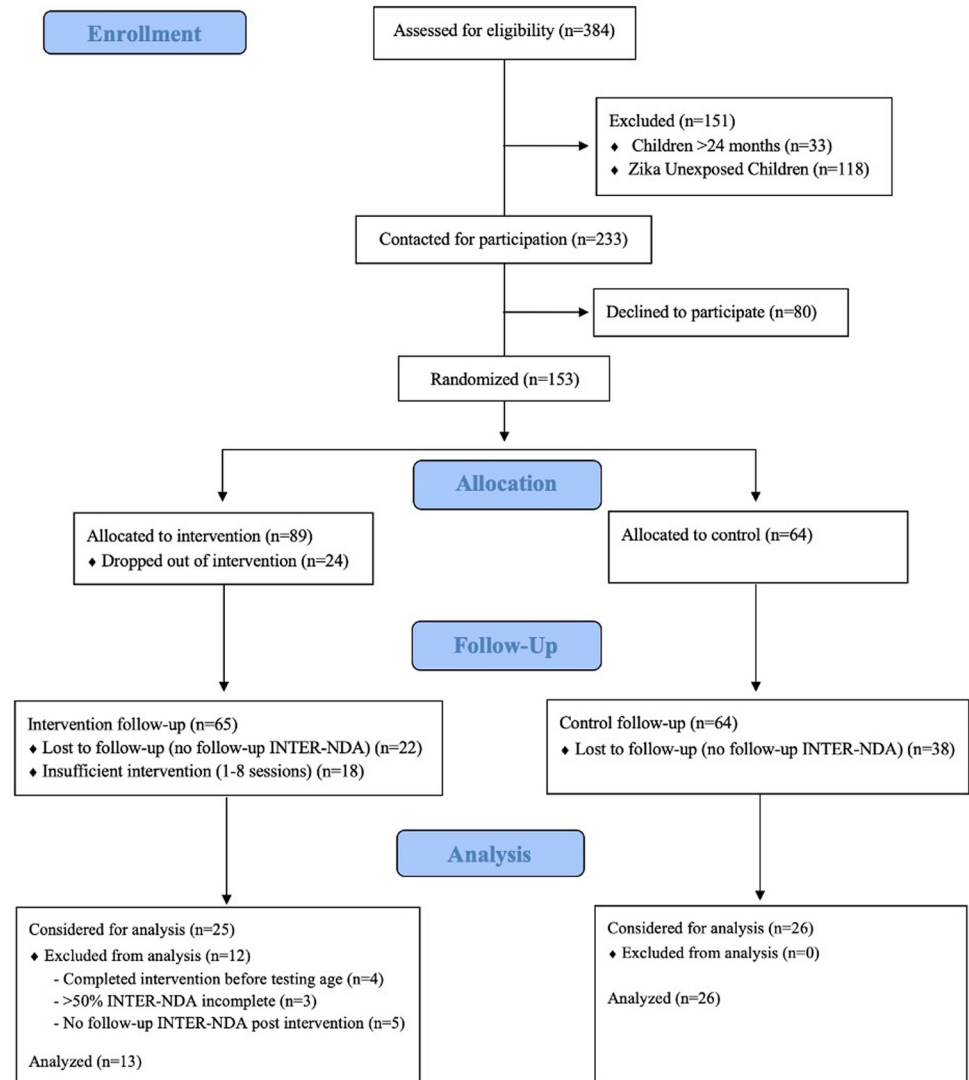 Enrollment
Assessed for eligibility (n=384)
Excluded (n=151)
♦ Children >24 months (n=33)
♦ Zika Unexposed Children (n=118)
Contacted for participation (n=233)
Declined to participate (n=80)
Randomized (n=153)
Allocation
Allocated to intervention (n=89)
♦ Dropped out of intervention (n=24)
Allocated to control (n=64)
Follow-Up
Intervention follow-up (n=65)
♦ Lost to follow-up (no follow-up INTER-NDA) (n=22)
♦ Insufficient intervention (1-8 sessions) (n=18)
Control follow-up (n=64)
♦ Lost to follow-up (no follow-up INTER-NDA) (n=38)
Analysis
Considered for analysis (n=25)
♦ Excluded from analysis (n=12)
- Completed intervention before testing age (n=4)
- >50% INTER-NDA incomplete (n=3)
- No follow-up INTER-NDA post intervention (n=5)
Analyzed (n=13)
Considered for analysis (n=26)
♦ Excluded from analysis (n=0)
Analyzed (n=26)